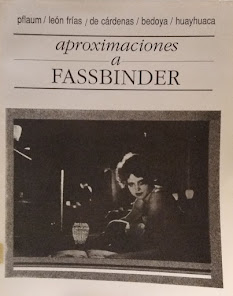 pflaum / león frías / de cárdenas / bedoya / huayhuaca
aproximaciones
a
FASSBINDER